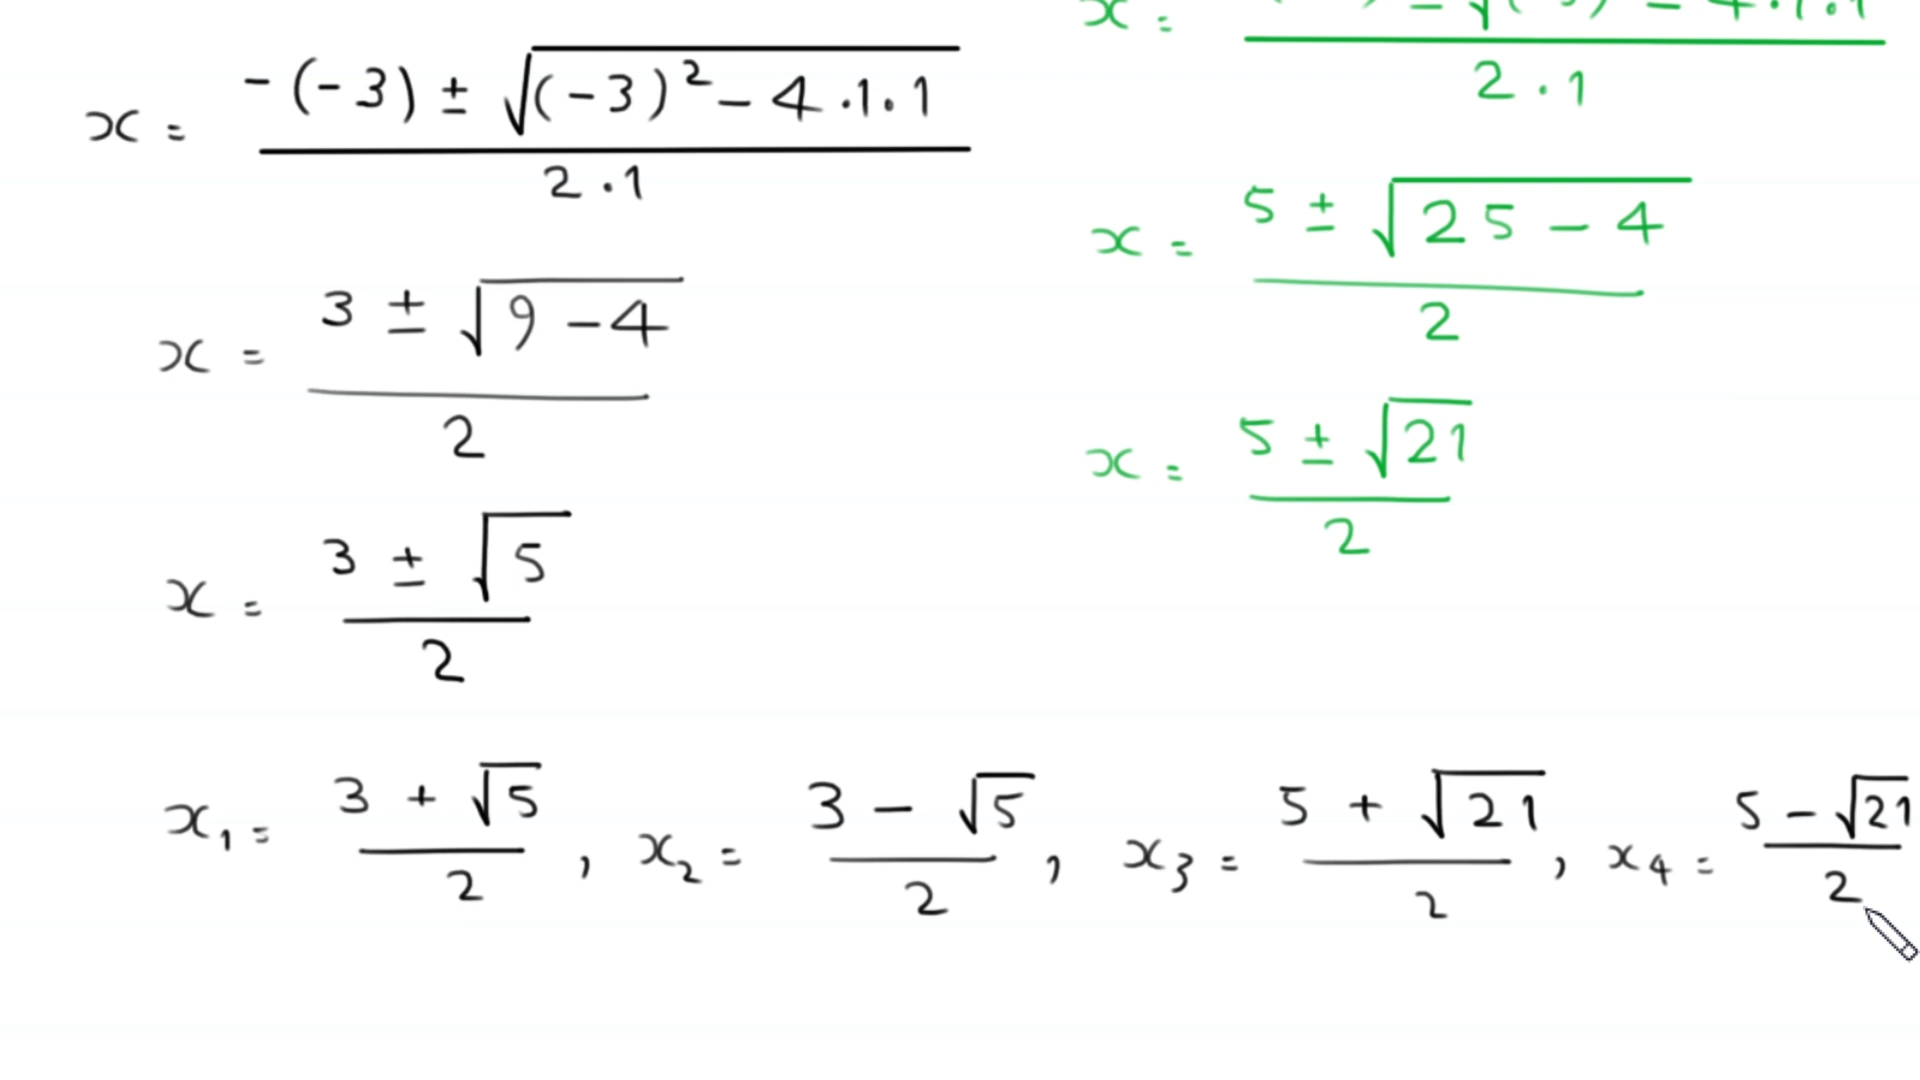 x = (-(-3) ± √((-3)² - 4·1·1)) / (2·1)
x = (3 ± √(9 - 4)) / 2
x = (3 ± √5) / 2
x =
2·1
x = (5 ± √(25 - 4)) / 2
x = (5 ± √21) / 2
x₁ = (3 + √5) / 2 , x₂ = (3 - √5) / 2 , x₃ = (5 + √21) / 2 , x₄ = (5 - √21) / 2